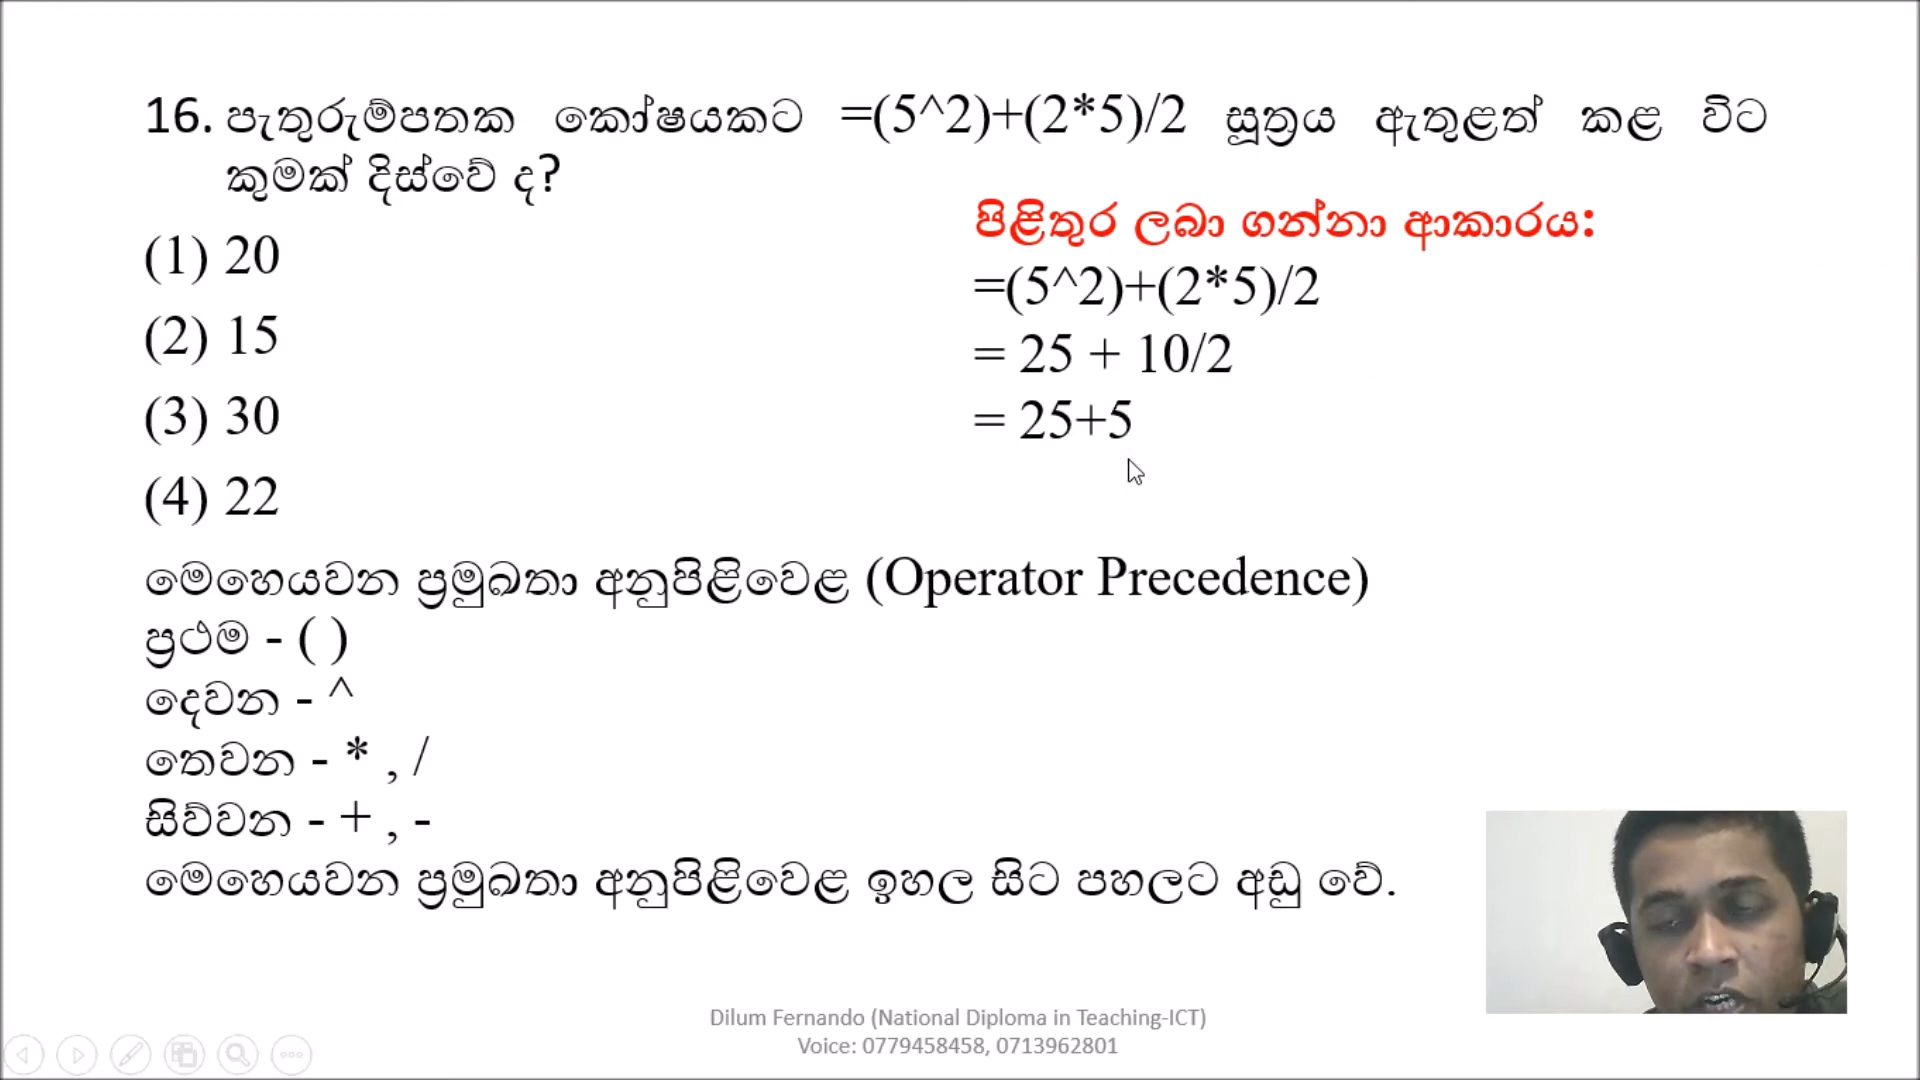 16. පැතුරුම්පතක කෝෂයකට =(5^2)+(2*5)/2 සූත්‍රය ඇතුළත් කළ විට
කුමක් දිස්වේ ද?
(1) 20
(2) 15
(3) 30
(4) 22
පිළිතුර ලබා ගන්නා ආකාරය:
=(5^2)+(2*5)/2
= 25 + 10/2
= 25+5
මෙහෙයවන ප්‍රමුඛතා අනුපිළිවෙළ (Operator Precedence)
ප්‍රථම - ( )
දෙවන - ^
තෙවන - * , /
සිව්වන - + , -
මෙහෙයවන ප්‍රමුඛතා අනුපිළිවෙළ ඉහල සිට පහලට අඩු වේ.
Dilum Fernando (National Diploma in Teaching-ICT)
Voice: 0779458458, 0713962801